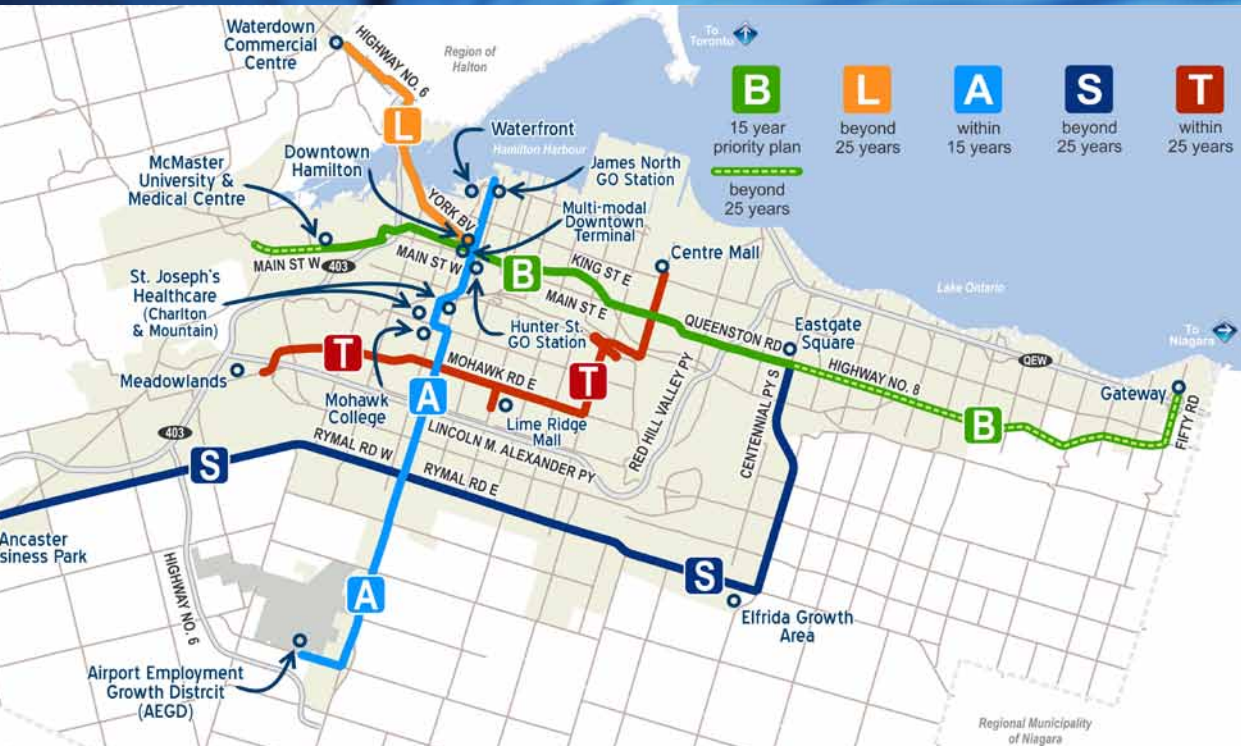 Waterdown
Commercial
Centre
HIGHWAY NO. 6
Region of
Halton
To
Toronto
B
15 year
priority plan
beyond
25 years
L
beyond
25 years
A
within
15 years
S
beyond
25 years
T
within
25 years
L
Waterfront
Hamilton Harbour
McMaster
University &
Medical Centre
Downtown
Hamilton
James North
GO Station
YORK BV
Multi-modal
Downtown
Terminal
MAIN ST W
403
MAIN ST W
B
KING ST E
MAIN ST E
Centre Mall
Lake Ontario
St. Joseph's
Healthcare
(Charlton
& Mountain)
Hunter St.
GO Station
QUEENSTON RD
Eastgate
Square
To
Niagara
QEW
HIGHWAY NO. 8
T
MOHAWK RD E
T
RED HILL VALLEY PY
CENTENNIAL PY S
Meadowlands
Mohawk
College
A
Lime Ridge
Mall
Gateway
B
FIFTY RD
403
LINCOLN M. ALEXANDER PY
S
RYMAL RD W
RYMAL RD E
Ancaster
siness Park
HIGHWAY NO. 6
A
S
Elfrida Growth
Area
Airport Employment
Growth Distrcit
(AEGD)
Regional Municipality
of Niagara